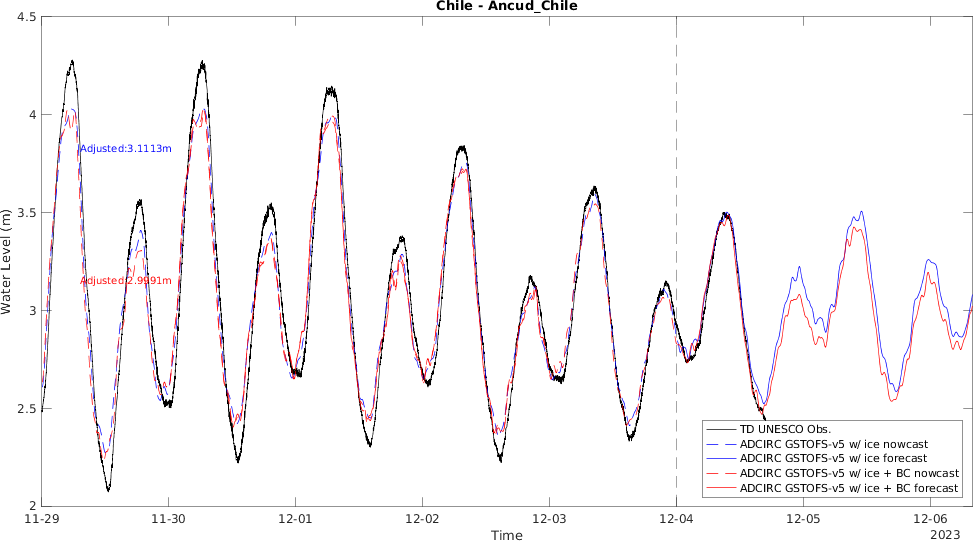 Chile - Ancud_Chile
4.5
4
3.5
3
2.5
2
Water Level (m)
Adjusted:3.1113m
Adjusted:2.9991m
TD UNESCO Obs.
ADCIRC GSTOFS-v5 w/ ice nowcast
ADCIRC GSTOFS-v5 w/ ice forecast
ADCIRC GSTOFS-v5 w/ ice + BC nowcast
ADCIRC GSTOFS-v5 w/ ice + BC forecast
11-29 11-30 12-01 12-02 12-03 12-04 12-05 12-06
Time
2023